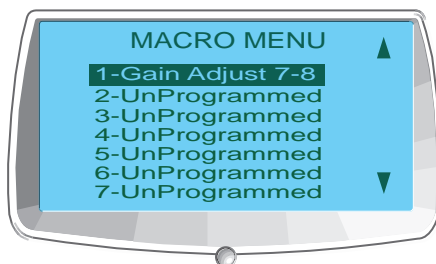 MACRO MENU
1-Gain Adjust 7-8
2-UnProgrammed
3-UnProgrammed
4-UnProgrammed
5-UnProgrammed
6-UnProgrammed
7-UnProgrammed